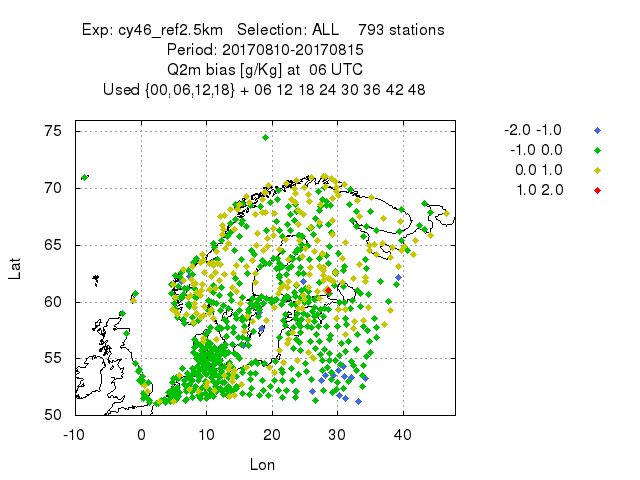 Exp: cy46_ref2.5km Selection: ALL 793 stations
Period: 20170810-20170815
Q2m bias [g/Kg] at 06 UTC
Used {00,06,12,18} + 06 12 18 24 30 36 42 48
-2.0 -1.0
-1.0 0.0
0.0 1.0
1.0 2.0
75
70
65
60
55
50
Lat
-10 0 10 20 30 40
Lon